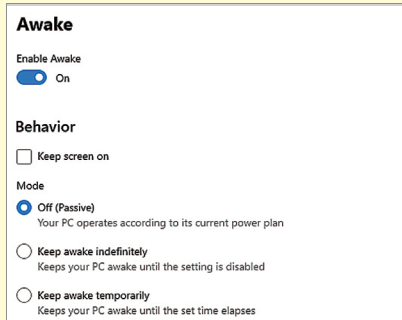 Awake
Enable Awake
On
Behavior
Keep screen on
Mode
Off (Passive)
Your PC operates according to its current power plan
Keep awake indefinitely
Keeps your PC awake until the setting is disabled
Keep awake temporarily
Keeps your PC awake until the set time elapses